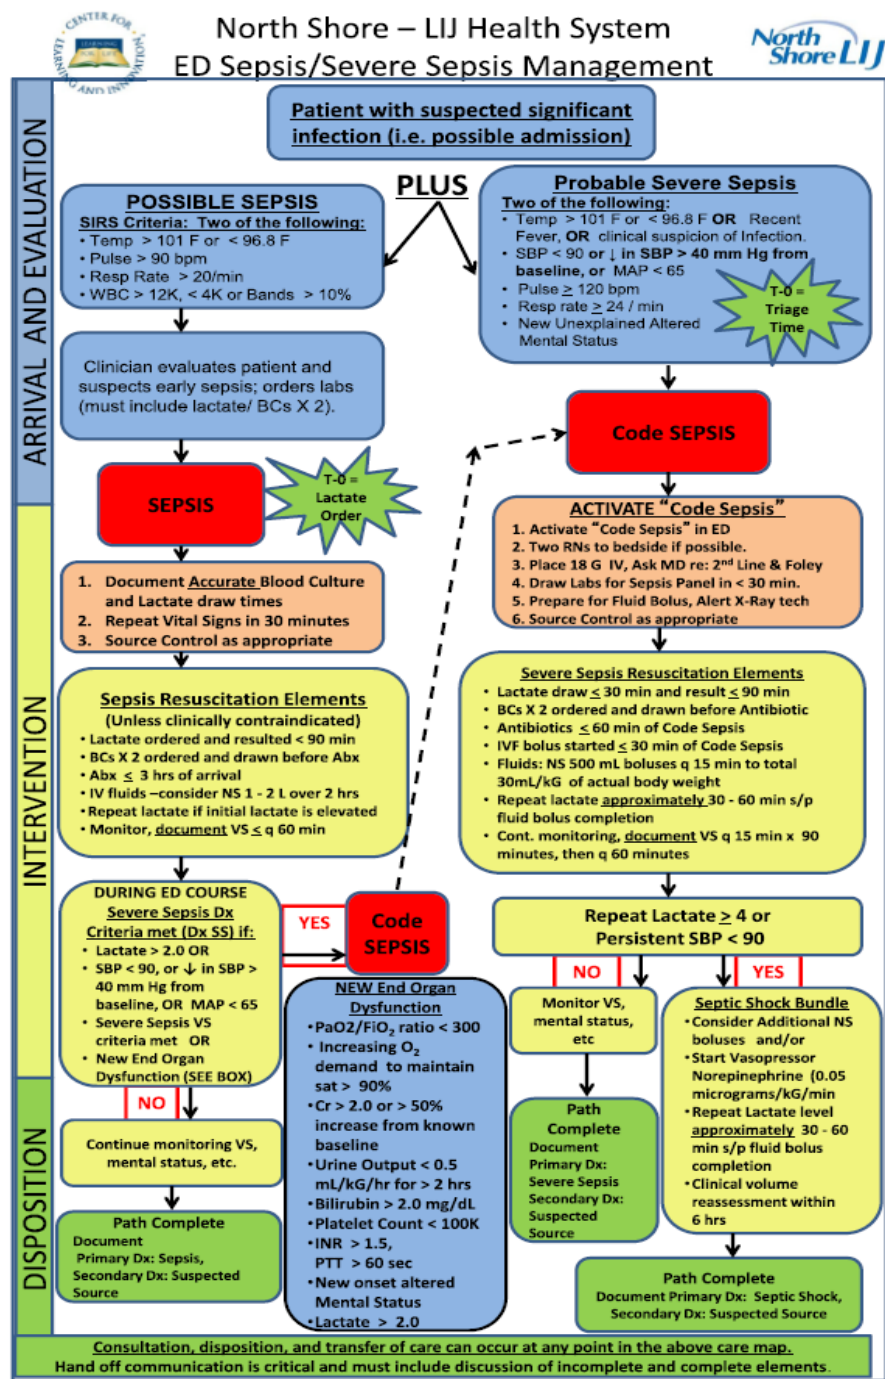 CENTER FOR
LEARNING AND INNOVATION
LEARNING
FOR LIFE
North Shore – LIJ Health System
ED Sepsis/Severe Sepsis Management
North
Shore LIJ
ARRIVAL AND EVALUATION
Patient with suspected significant
infection (i.e. possible admission)
PLUS
POSSIBLE SEPSIS
SIRS Criteria: Two of the following:
• Temp > 101 F or < 96.8 F
• Pulse > 90 bpm
• Resp Rate > 20/min
• WBC > 12K, < 4K or Bands > 10%
Probable Severe Sepsis
Two of the following:
• Temp > 101 F or < 96.8 F OR Recent
Fever, OR clinical suspicion of Infection.
• SBP < 90 or ↓ in SBP > 40 mm Hg from
baseline, or MAP < 65
• Pulse ≥ 120 bpm
• Resp rate ≥ 24 / min
• New Unexplained Altered
Mental Status
T-0 =
Triage
Time
Clinician evaluates patient and
suspects early sepsis; orders labs
(must include lactate/ BCs X 2).
SEPSIS
T-0 =
Lactate
Order
Code SEPSIS
INTERVENTION
1. Document Accurate Blood Culture
and Lactate draw times
2. Repeat Vital Signs in 30 minutes
3. Source Control as appropriate
ACTIVATE “Code Sepsis”
1. Activate “Code Sepsis” in ED
2. Two RNs to bedside if possible.
3. Place 18 G IV, Ask MD re: 2nd Line & Foley
4. Draw Labs for Sepsis Panel in < 30 min.
5. Prepare for Fluid Bolus, Alert X-Ray tech
6. Source Control as appropriate
Sepsis Resuscitation Elements
(Unless clinically contraindicated)
• Lactate ordered and resulted < 90 min
• BCs X 2 ordered and drawn before Abx
• Abx ≤ 3 hrs of arrival
• IV fluids –consider NS 1 - 2 L over 2 hrs
• Repeat lactate if initial lactate is elevated
• Monitor, document VS ≤ q 60 min
Severe Sepsis Resuscitation Elements
• Lactate draw ≤ 30 min and result ≤ 90 min
• BCs X 2 ordered and drawn before Antibiotic
• Antibiotics ≤ 60 min of Code Sepsis
• IVF bolus started ≤ 30 min of Code Sepsis
• Fluids: NS 500 mL boluses q 15 min to total
30mL/kG of actual body weight
• Repeat lactate approximately 30 - 60 min s/p
fluid bolus completion
• Cont. monitoring, document VS q 15 min x 90
minutes, then q 60 minutes
DURING ED COURSE
Severe Sepsis Dx
Criteria met (Dx SS) if:
• Lactate > 2.0 OR
• SBP < 90, or ↓ in SBP >
40 mm Hg from
baseline, OR MAP < 65
• Severe Sepsis VS
criteria met OR
• New End Organ
Dysfunction (SEE BOX)
YES
Code
SEPSIS
NO
NEW End Organ
Dysfunction
• PaO2/FiO2 ratio < 300
• Increasing O2
demand to maintain
sat > 90%
• Cr > 2.0 or > 50%
increase from known
baseline
• Urine Output < 0.5
mL/kG/hr for > 2 hrs
• Bilirubin > 2.0 mg/dL
• Platelet Count < 100K
• INR > 1.5,
PTT > 60 sec
• New onset altered
Mental Status
• Lactate > 2.0
Repeat Lactate ≥ 4 or
Persistent SBP < 90
NO
YES
Monitor VS,
mental status,
etc
Septic Shock Bundle
• Consider Additional NS
boluses and/or
• Start Vasopressor
Norepinephrine (0.05
micrograms/kG/min
• Repeat Lactate level
approximately 30 - 60
min s/p fluid bolus
completion
• Clinical volume
reassessment within
6 hrs
DISPOSITION
Continue monitoring VS,
mental status, etc.
Path Complete
Document
Primary Dx: Sepsis,
Secondary Dx: Suspected
Source
Path
Complete
Document
Primary Dx:
Severe Sepsis
Secondary Dx:
Suspected
Source
Path Complete
Document Primary Dx: Septic Shock,
Secondary Dx: Suspected Source
Consultation, disposition, and transfer of care can occur at any point in the above care map.
Hand off communication is critical and must include discussion of incomplete and complete elements.